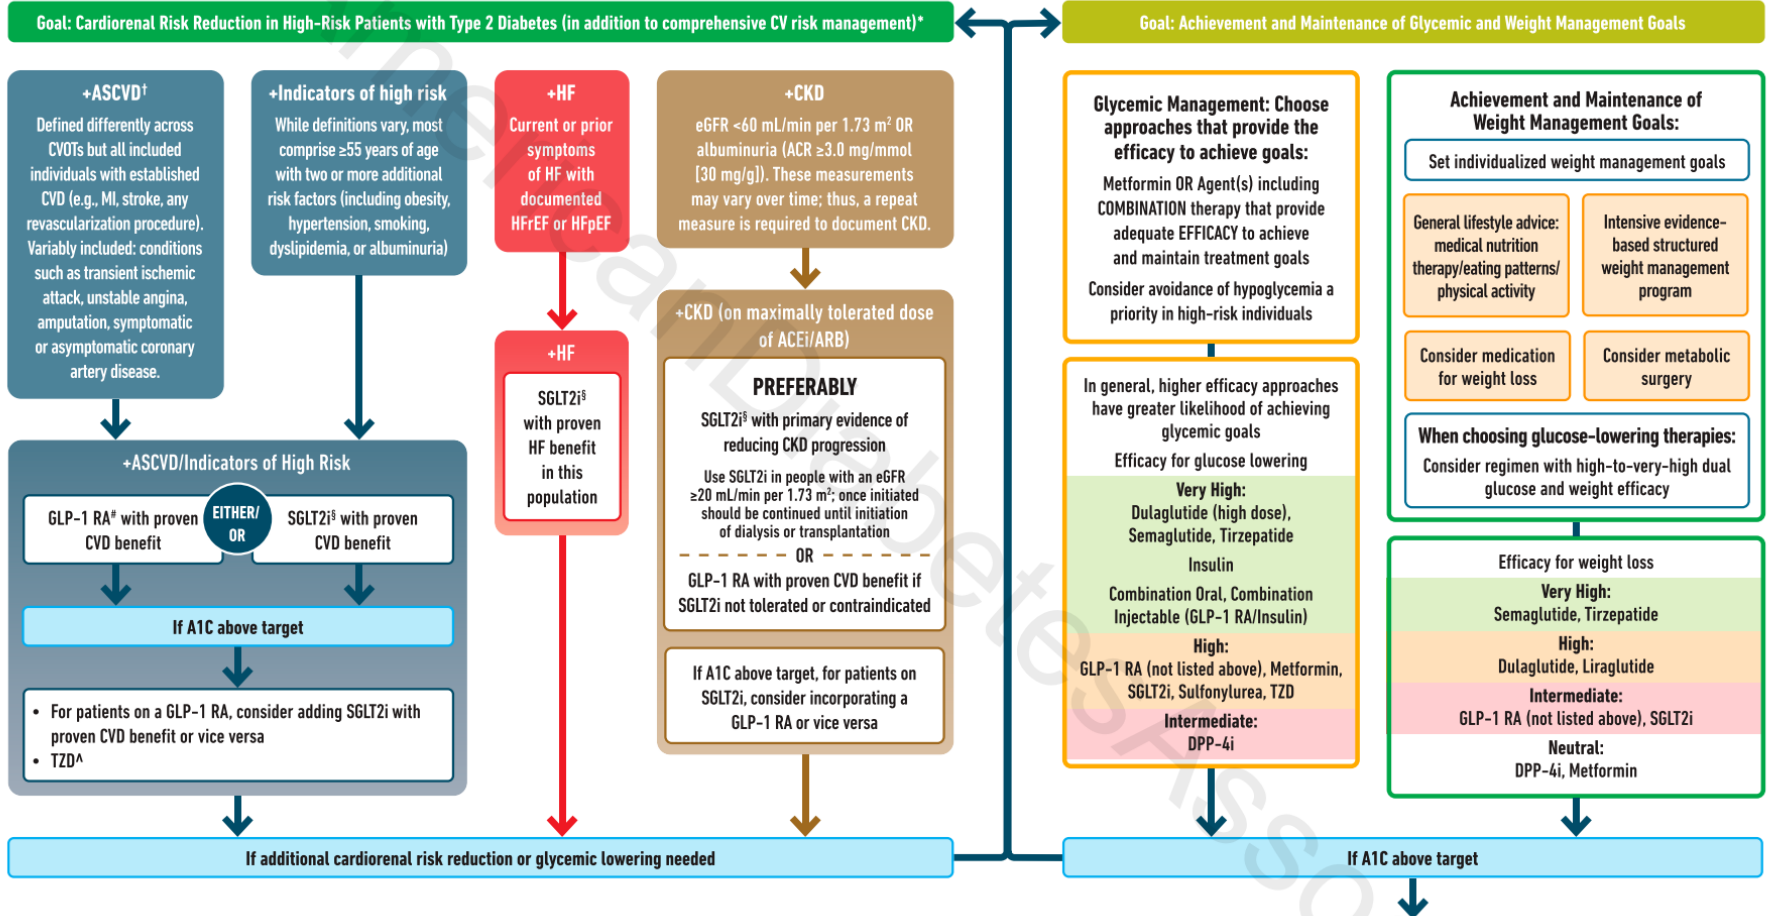 Goal: Cardiorenal Risk Reduction in High-Risk Patients with Type 2 Diabetes (in addition to comprehensive CV risk management)*
+ASCVD†
Defined differently across
CVOTs but all included
individuals with established
CVD (e.g., MI, stroke, any
revascularization procedure).
Variably included: conditions
such as transient ischemic
attack, unstable angina,
amputation, symptomatic
or asymptomatic coronary
artery disease.
+Indicators of high risk
While definitions vary, most
comprise ≥55 years of age
with two or more additional
risk factors (including obesity,
hypertension, smoking,
dyslipidemia, or albuminuria)
+HF
Current or prior
symptoms
of HF with
documented
HFrEF or HFpEF
+CKD
eGFR <60 mL/min per 1.73 m² OR
albuminuria (ACR ≥3.0 mg/mmol
[30 mg/g]). These measurements
may vary over time; thus, a repeat
measure is required to document CKD.
+ASCVD/Indicators of High Risk
GLP-1 RA# with proven
CVD benefit
EITHER/
OR
SGLT2i§ with proven
CVD benefit
If A1C above target
• For patients on a GLP-1 RA, consider adding SGLT2i with
proven CVD benefit or vice versa
• TZD^
+HF
SGLT2i§
with proven
HF benefit
in this
population
+CKD (on maximally tolerated dose
of ACEi/ARB)
PREFERABLY
SGLT2i§ with primary evidence of
reducing CKD progression
Use SGLT2i in people with an eGFR
≥20 mL/min per 1.73 m²; once initiated
should be continued until initiation
of dialysis or transplantation
OR
GLP-1 RA with proven CVD benefit if
SGLT2i not tolerated or contraindicated
If A1C above target, for patients on
SGLT2i, consider incorporating a
GLP-1 RA or vice versa
If additional cardiorenal risk reduction or glycemic lowering needed
Goal: Achievement and Maintenance of Glycemic and Weight Management Goals
Glycemic Management: Choose
approaches that provide the
efficacy to achieve goals:
Metformin OR Agent(s) including
COMBINATION therapy that provide
adequate EFFICACY to achieve
and maintain treatment goals
Consider avoidance of hypoglycemia a
priority in high-risk individuals
In general, higher efficacy approaches
have greater likelihood of achieving
glycemic goals
Efficacy for glucose lowering
Very High:
Dulaglutide (high dose),
Semaglutide, Tirzepatide
Insulin
Combination Oral, Combination
Injectable (GLP-1 RA/Insulin)
High:
GLP-1 RA (not listed above), Metformin,
SGLT2i, Sulfonylurea, TZD
Intermediate:
DPP-4i
Achievement and Maintenance of
Weight Management Goals:
Set individualized weight management goals
General lifestyle advice:
medical nutrition
therapy/eating patterns/
physical activity
Intensive evidence-
based structured
weight management
program
Consider medication
for weight loss
Consider metabolic
surgery
When choosing glucose-lowering therapies:
Consider regimen with high-to-very-high dual
glucose and weight efficacy
Efficacy for weight loss
Very High:
Semaglutide, Tirzepatide
High:
Dulaglutide, Liraglutide
Intermediate:
GLP-1 RA (not listed above), SGLT2i
Neutral:
DPP-4i, Metformin
If A1C above target